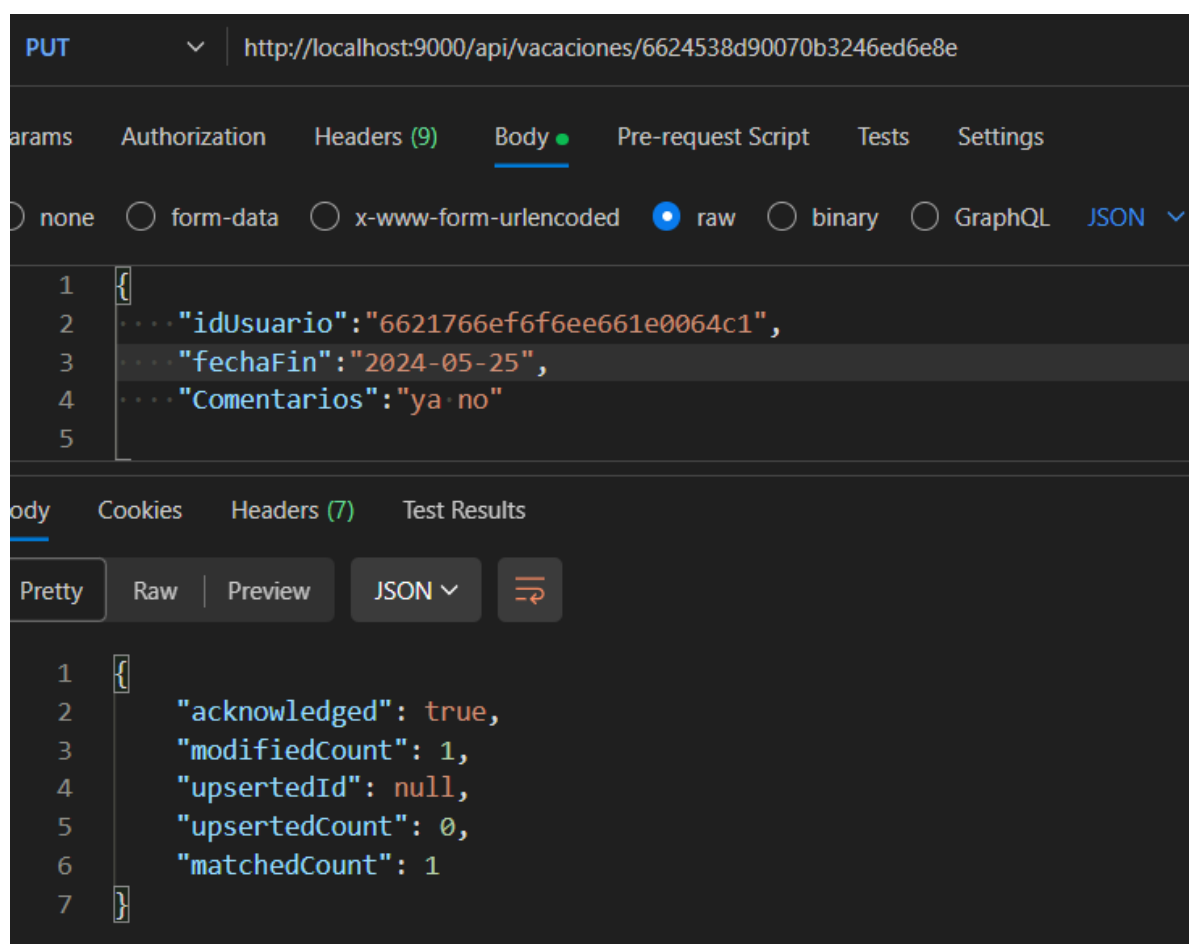 PUT http://localhost:9000/api/vacaciones/6624538d90070b3246ed6e8e
arams Authorization Headers (9) Body Pre-request Script Tests Settings
none form-data x-www-form-urlencoded raw binary GraphQL JSON
1 {
2 ····"idUsuario":"6621766ef6f6ee661e0064c1",
3 ····"fechaFin":"2024-05-25",
4 ····"Comentarios":"ya·no"
5
ody Cookies Headers (7) Test Results
Pretty Raw Preview JSON
1 {
2 "acknowledged": true,
3 "modifiedCount": 1,
4 "upsertedId": null,
5 "upsertedCount": 0,
6 "matchedCount": 1
7 }